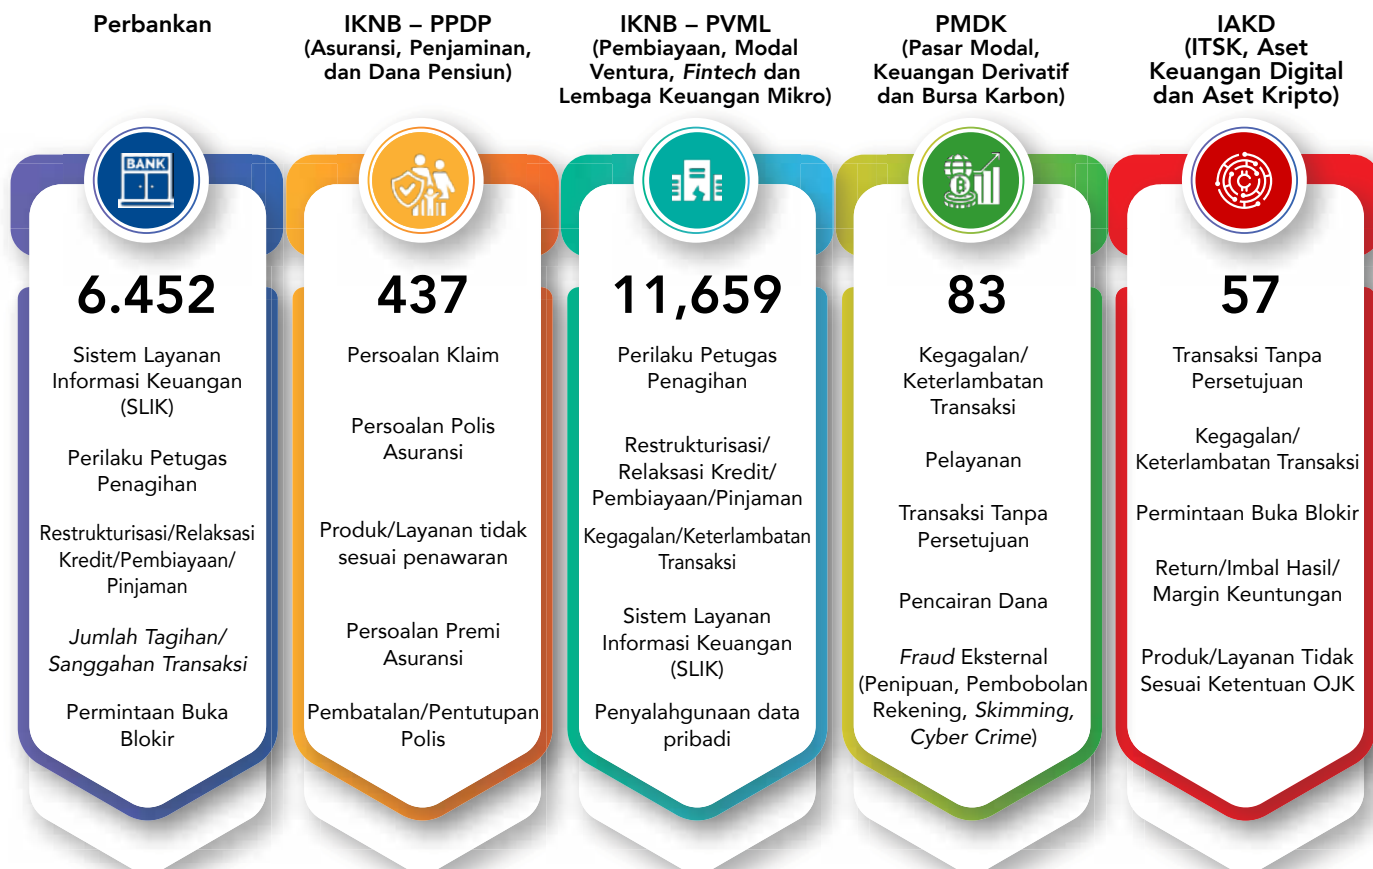 Perbankan
IKNB – PPDP
(Asuransi, Penjaminan,
dan Dana Pensiun)
IKNB – PVML
(Pembiayaan, Modal
Ventura, Fintech dan
Lembaga Keuangan Mikro)
PMDK
(Pasar Modal,
Keuangan Derivatif
dan Bursa Karbon)
IAKD
(ITSK, Aset
Keuangan Digital
dan Aset Kripto)
BANK
6.452
Sistem Layanan
Informasi Keuangan
(SLIK)
Perilaku Petugas
Penagihan
Restrukturisasi/Relaksasi
Kredit/Pembiayaan/
Pinjaman
Jumlah Tagihan/
Sanggahan Transaksi
Permintaan Buka
Blokir
437
Persoalan Klaim
Persoalan Polis
Asuransi
Produk/Layanan tidak
sesuai penawaran
Persoalan Premi
Asuransi
Pembatalan/Pentutupan
Polis
11,659
Perilaku Petugas
Penagihan
Restrukturisasi/
Relaksasi Kredit/
Pembiayaan/Pinjaman
Kegagalan/Keterlambatan
Transaksi
Sistem Layanan
Informasi Keuangan
(SLIK)
Penyalahgunaan data
pribadi
83
Kegagalan/
Keterlambatan
Transaksi
Pelayanan
Transaksi Tanpa
Persetujuan
Pencairan Dana
Fraud Eksternal
(Penipuan, Pembobolan
Rekening, Skimming,
Cyber Crime)
57
Transaksi Tanpa
Persetujuan
Kegagalan/
Keterlambatan Transaksi
Permintaan Buka Blokir
Return/Imbal Hasil/
Margin Keuntungan
Produk/Layanan Tidak
Sesuai Ketentuan OJK